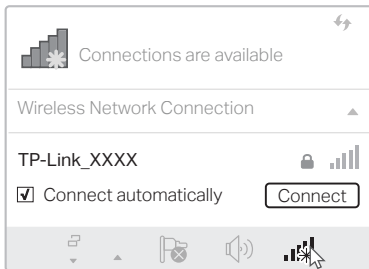 Connections are available
Wireless Network Connection
TP-Link_XXXX
Connect automatically
Connect